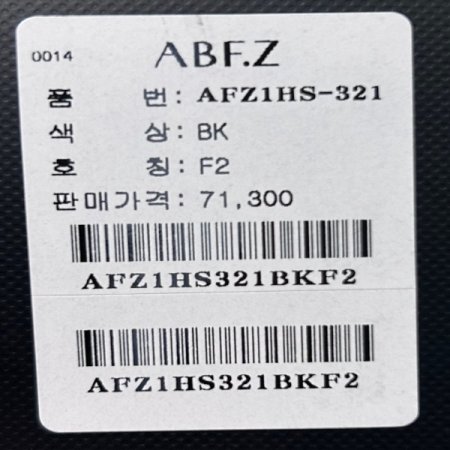 0014 ABF.Z
품 번: AFZ1HS-321
색 상: BK
호 칭: F2
판매가격: 71,300
AFZ1HS321BKF2
AFZ1HS321BKF2